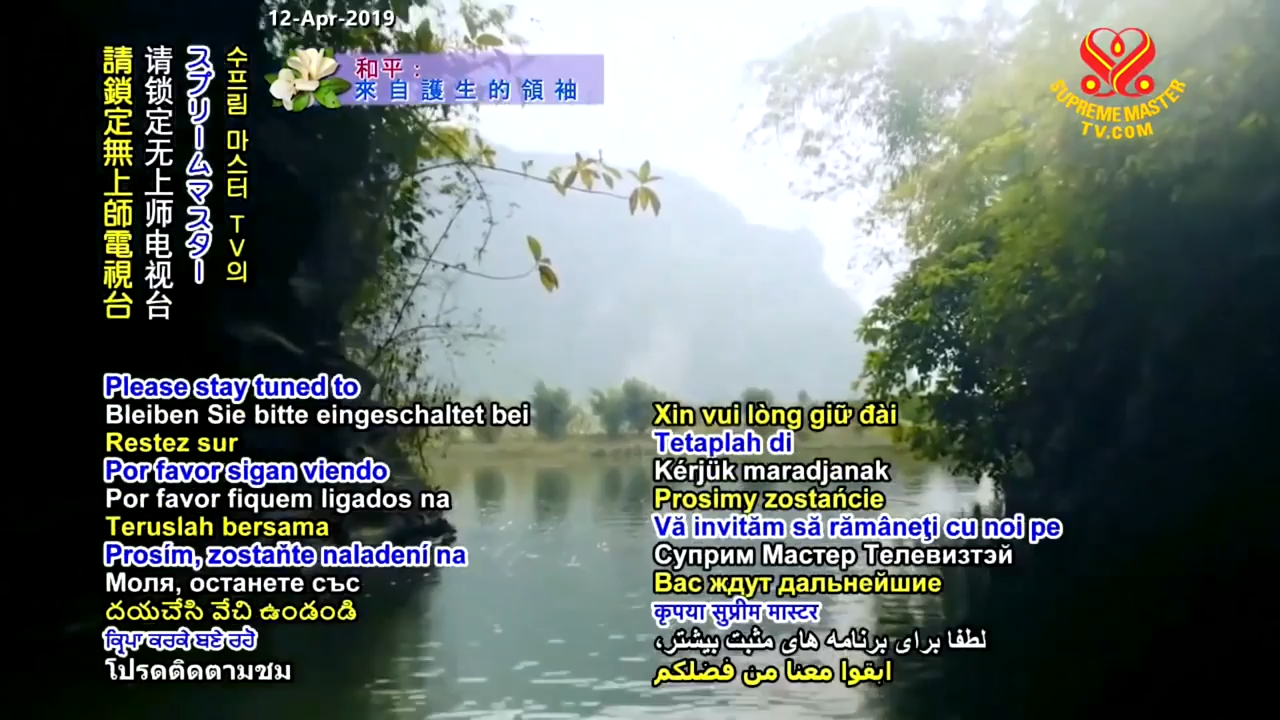 12-Apr-2019
和平：
來自護生的領袖
SUPREME MASTER
TV.COM
請鎖定無上師電視台
请锁定无上师电视台
スプリームマスター
수프림 마스터 TV의
Please stay tuned to
Bleiben Sie bitte eingeschaltet bei
Restez sur
Por favor sigan viendo
Por favor fiquem ligados na
Teruslah bersama
Prosím, zostaňte naladení na
Моля, останете със
దయచేసి వేచి ఉండండి
ਕ੍ਰਿਪਾ ਕਰਕੇ ਬਣੇ ਰਹੋ
โปรดติดตามชม
Xin vui lòng giữ đài
Tetaplah di
Kérjük maradjanak
Prosimy zostańcie
Vă invităm să rămâneţi cu noi pe
Суприм Мастер Телевизтэй
Вас ждут дальнейшие
कृपया सुप्रीम मास्टर
لطفا برای برنامه های مثبت بیشتر،
ابقوا معنا من فضلكم